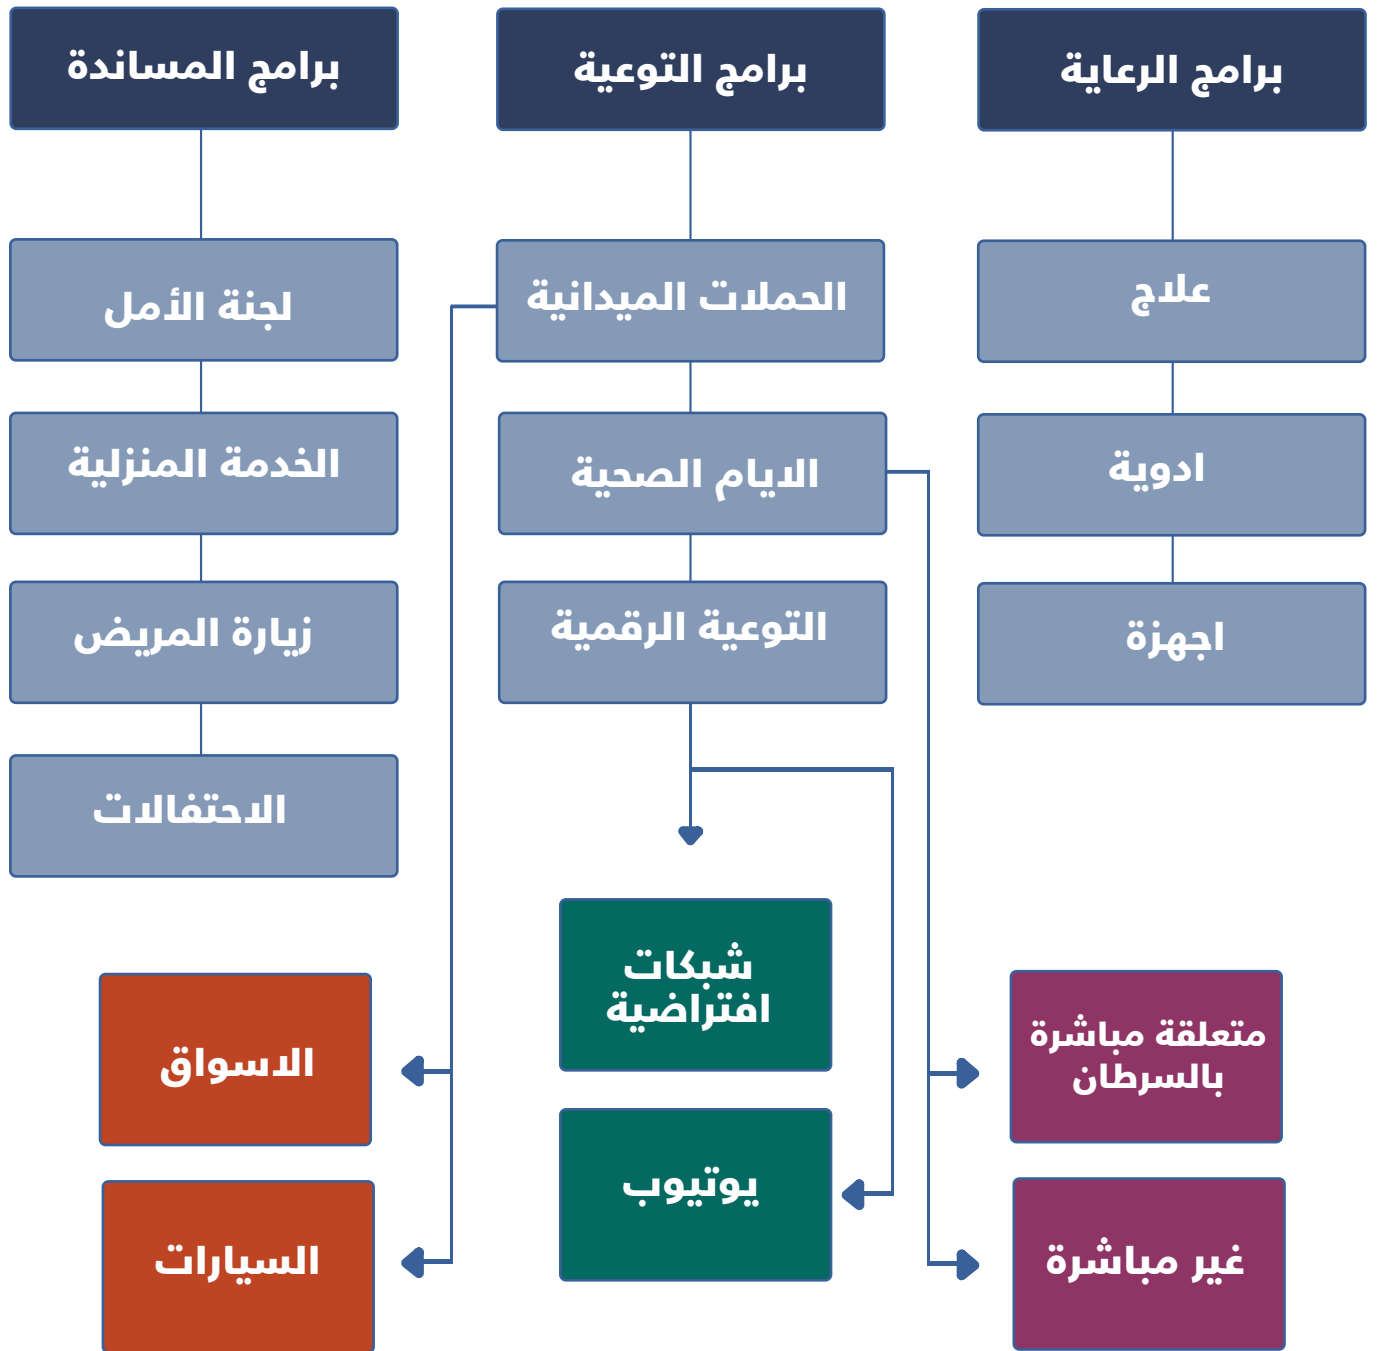 برامج الرعاية
برامج التوعية
برامج المساندة
علاج
الحملات الميدانية
لجنة الأمل
ادوية
الايام الصحية
الخدمة المنزلية
اجهزة
التوعية الرقمية
زيارة المريض
الاحتفالات
متعلقة مباشرة
بالسرطان
شبكات
افتراضية
الاسواق
غير مباشرة
يوتيوب
السيارات